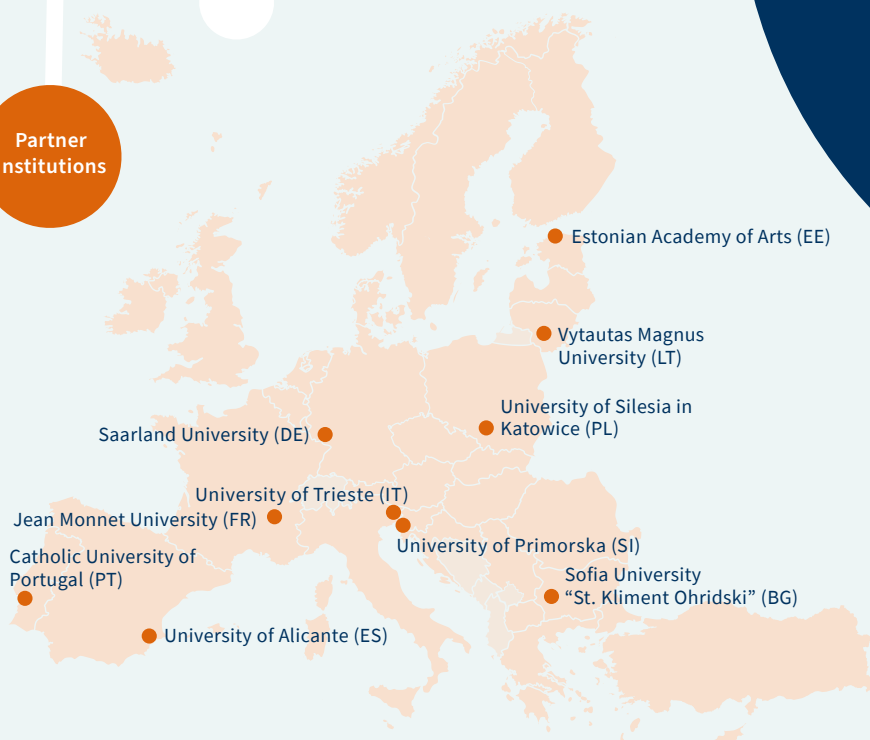 Partner
nstitutions
Estonian Academy of Arts (EE)
Vytautas Magnus
University (LT)
University of Silesia in
Katowice (PL)
Saarland University (DE)
University of Trieste (IT)
Jean Monnet University (FR)
University of Primorska (SI)
Catholic University of
Portugal (PT)
Sofia University
“St. Kliment Ohridski” (BG)
University of Alicante (ES)